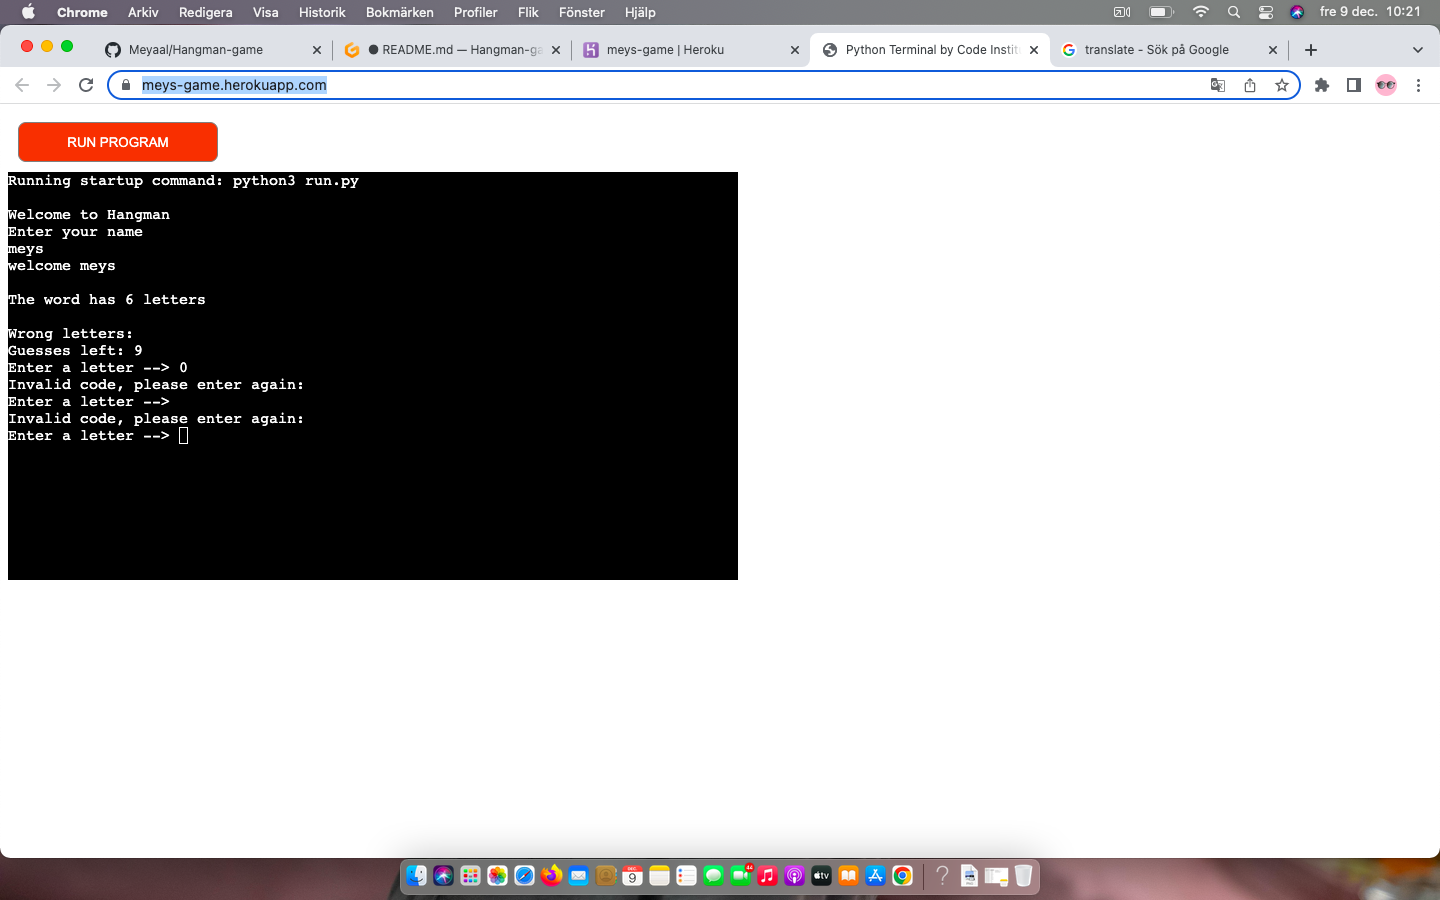 Chrome Arkiv Redigera Visa Historik Bokmärken Profiler Flik Fönster Hjälp fre 9 dec. 10:21
Meyaal/Hangman-game README.md — Hangman-ga meys-game | Heroku Python Terminal by Code Instit translate - Sök på Google
meys-game.herokuapp.com
RUN PROGRAM
Running startup command: python3 run.py
Welcome to Hangman
Enter your name
meys
welcome meys
The word has 6 letters
Wrong letters:
Guesses left: 9
Enter a letter --> 0
Invalid code, please enter again:
Enter a letter -->
Invalid code, please enter again:
Enter a letter -->
9
44
tv